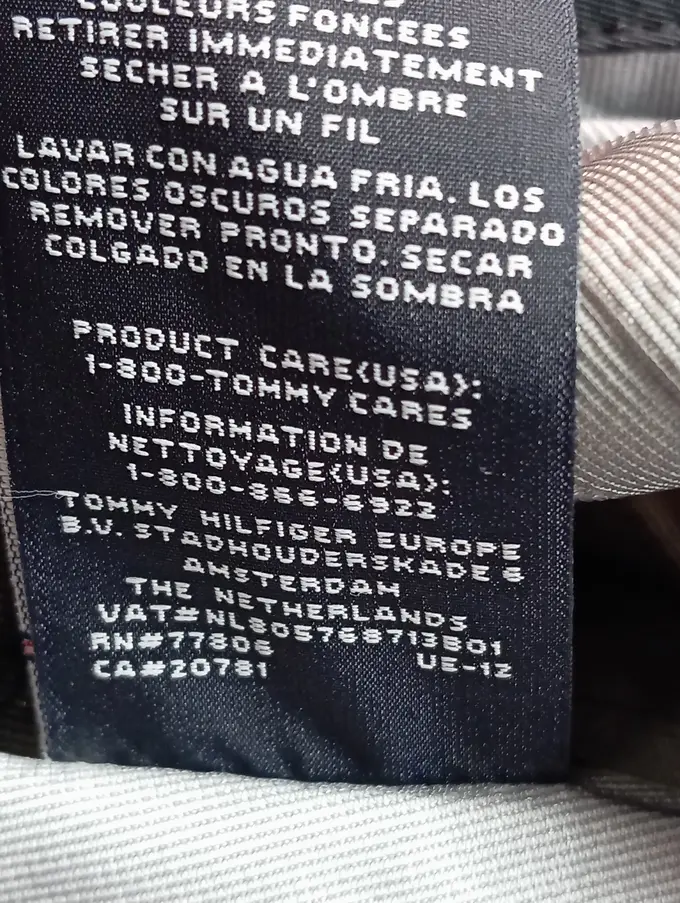 COULEURS FONCEES
RETIRER IMMEDIATEMENT
SECHER A L'OMBRE
SUR UN FIL
LAVAR CON AGUA FRIA. LOS
COLORES OSCUROS SEPARADO
REMOVER PRONTO. SECAR
COLGADO EN LA SOMBRA
PRODUCT CARE(USA):
1-800-TOMMY CARES
INFORMATION DE
NETTOYAGE(USA):
1-800-866-6922
TOMMY HILFIGER EUROPE
B.V. STADHOUDERSKADE 6
AMSTERDAM
THE NETHERLANDS
VAT#NL805768713B01
RN#77806
CA#20781 UE-12